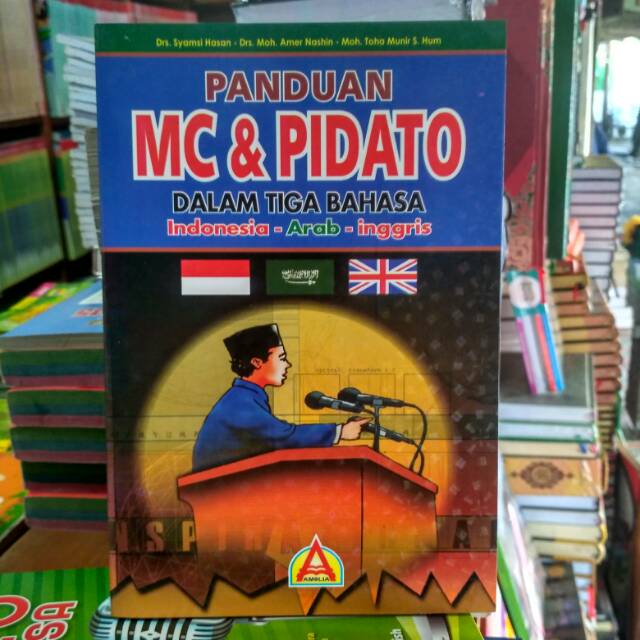 Drs. Syamsi Hasan - Drs. Moh. Amer Nashin - Moh. Toha Munir S. Hum
PANDUAN
MC & PIDATO
DALAM TIGA BAHASA
Indonesia - Arab - inggris
AMELIA